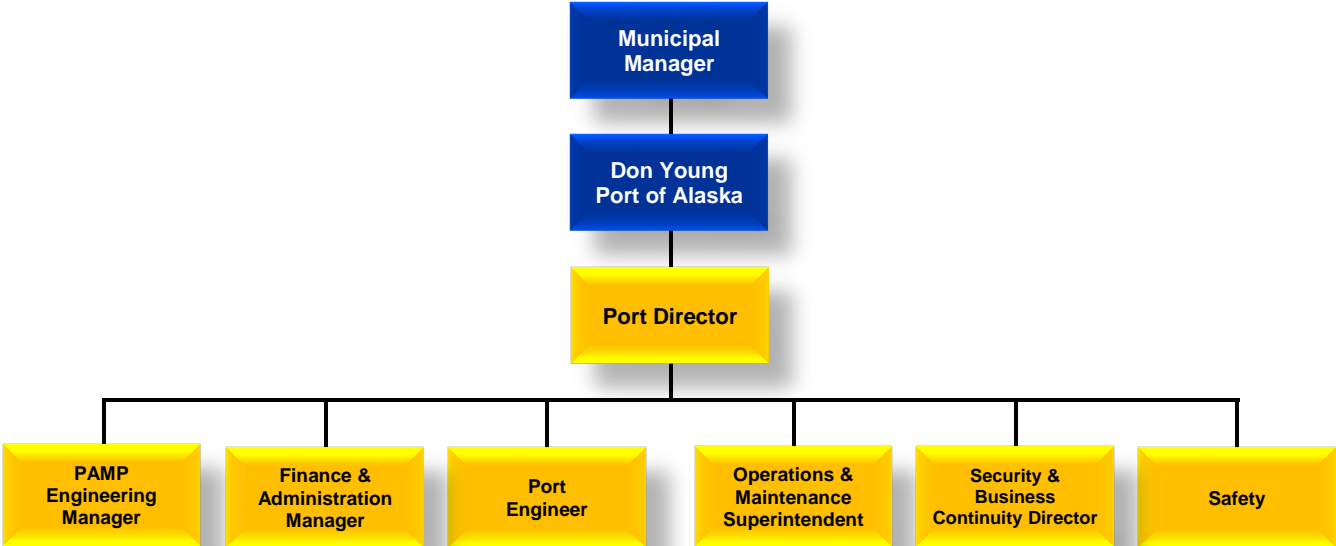 Municipal
Manager
Don Young
Port of Alaska
Port Director
PAMP
Engineering
Manager
Finance &
Administration
Manager
Port
Engineer
Operations &
Maintenance
Superintendent
Security &
Business
Continuity Director
Safety